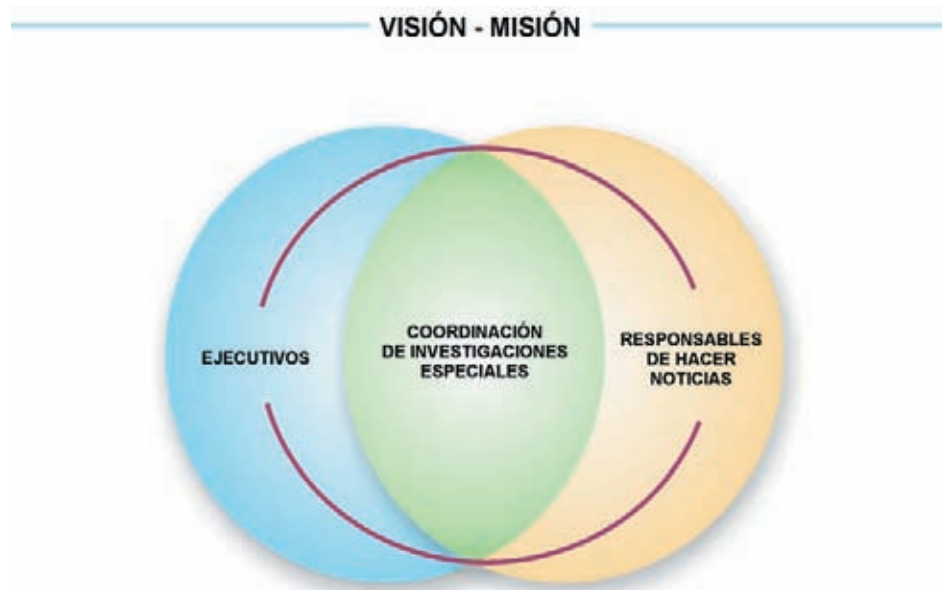 VISIÓN - MISIÓN
EJECUTIVOS
COORDINACIÓN
DE INVESTIGACIONES
ESPECIALES
RESPONSABLES
DE HACER
NOTICIAS